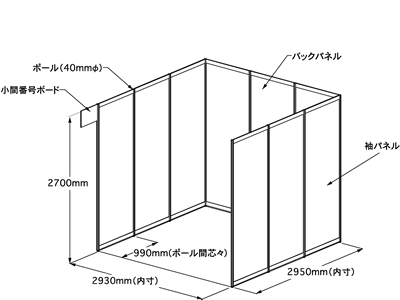 バックパネル
ポール(40mmφ)
小間番号ボード
袖パネル
2700mm
990mm(ポール間芯々)
2930mm(内寸)
2950mm(内寸)